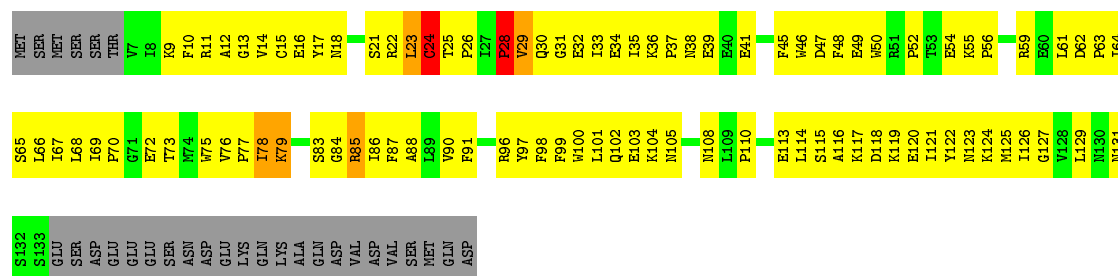 MET SER MET SER SER THR V7 I8 K9 F10 R11 A12 G13 V14 C15 E16 Y17 N18 S21 R22 L23 C24 T25 P26 I27 P28 V29 Q30 G31 E32 I33 E34 I35 K36 P37 N38 E39 E40 E41 F45 W46 D47 F48 E49 W50 R51 P52 T53 E54 K55 P56 R59 E60 L61 D62 P63 I64
S65 L66 I67 L68 I69 P70 G71 E72 T73 M74 W75 V76 P77 I78 K79 S83 G84 R85 I86 F87 A88 L89 V90 F91 R96 Y97 F98 F99 W100 L101 Q102 E103 K104 N105 N108 L109 P110 E113 L114 S115 A116 K117 D118 K119 E120 I121 Y122 N123 K124 M125 I126 G127 V128 L129 N130 N131
S132 S133 GLU SER ASP GLU GLU GLU SER ASN ASP GLU LYS GLN LYS ALA GLN ASP VAL ASP VAL SER MET GLN ASP